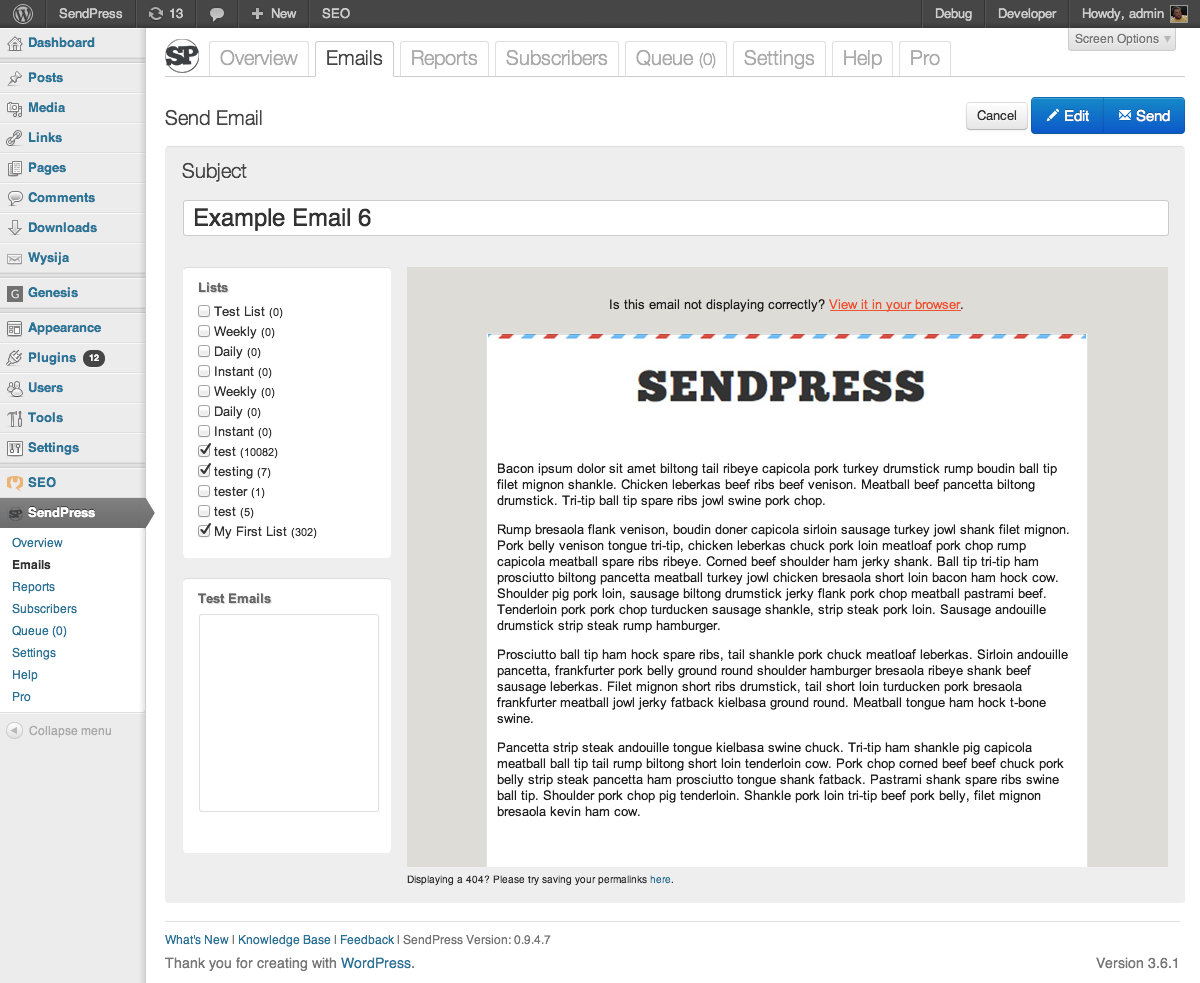 SendPress 13 + New SEO Debug Developer Howdy, admin
Screen Options
Dashboard
Posts
Media
Links
Pages
Comments
Downloads
Wysija
G Genesis
Appearance
Plugins 12
Users
Tools
Settings
SEO
SP SendPress
Overview
Emails
Reports
Subscribers
Queue (0)
Settings
Help
Pro
Collapse menu
SP Overview Emails Reports Subscribers Queue (0) Settings Help Pro
Send Email
Cancel Edit Send
Subject
Example Email 6
Lists
Test List (0)
Weekly (0)
Daily (0)
Instant (0)
Weekly (0)
Daily (0)
Instant (0)
test (10082)
testing (7)
tester (1)
test (5)
My First List (302)
Test Emails
Is this email not displaying correctly? View it in your browser.
SENDPRESS
Bacon ipsum dolor sit amet biltong tail ribeye capicola pork turkey drumstick rump boudin ball tip
filet mignon shankle. Chicken leberkas beef ribs beef venison. Meatball beef pancetta biltong
drumstick. Tri-tip ball tip spare ribs jowl swine pork chop.
Rump bresaola flank venison, boudin doner capicola sirloin sausage turkey jowl shank filet mignon.
Pork belly venison tongue tri-tip, chicken leberkas chuck pork loin meatloaf pork chop rump
capicola meatball spare ribs ribeye. Corned beef shoulder ham jerky shank. Ball tip tri-tip ham
prosciutto biltong pancetta meatball turkey jowl chicken bresaola short loin bacon ham hock cow.
Shoulder pig pork loin, sausage biltong drumstick jerky flank pork chop meatball pastrami beef.
Tenderloin pork pork chop turducken sausage shankle, strip steak pork loin. Sausage andouille
drumstick strip steak rump hamburger.
Prosciutto ball tip ham hock spare ribs, tail shankle pork chuck meatloaf leberkas. Sirloin andouille
pancetta, frankfurter pork belly ground round shoulder hamburger bresaola ribeye shank beef
sausage leberkas. Filet mignon short ribs drumstick, tail short loin turducken pork bresaola
frankfurter meatball jowl jerky fatback kielbasa ground round. Meatball tongue ham hock t-bone
swine.
Pancetta strip steak andouille tongue kielbasa swine chuck. Tri-tip ham shankle pig capicola
meatball ball tip tail rump biltong short loin tenderloin cow. Pork chop corned beef beef chuck pork
belly strip steak pancetta ham prosciutto tongue shank fatback. Pastrami shank spare ribs swine
ball tip. Shoulder pork chop pig tenderloin. Shankle pork loin tri-tip beef pork belly, filet mignon
bresaola kevin ham cow.
Displaying a 404? Please try saving your permalinks here.
What's New | Knowledge Base | Feedback | SendPress Version: 0.9.4.7
Thank you for creating with WordPress. Version 3.6.1